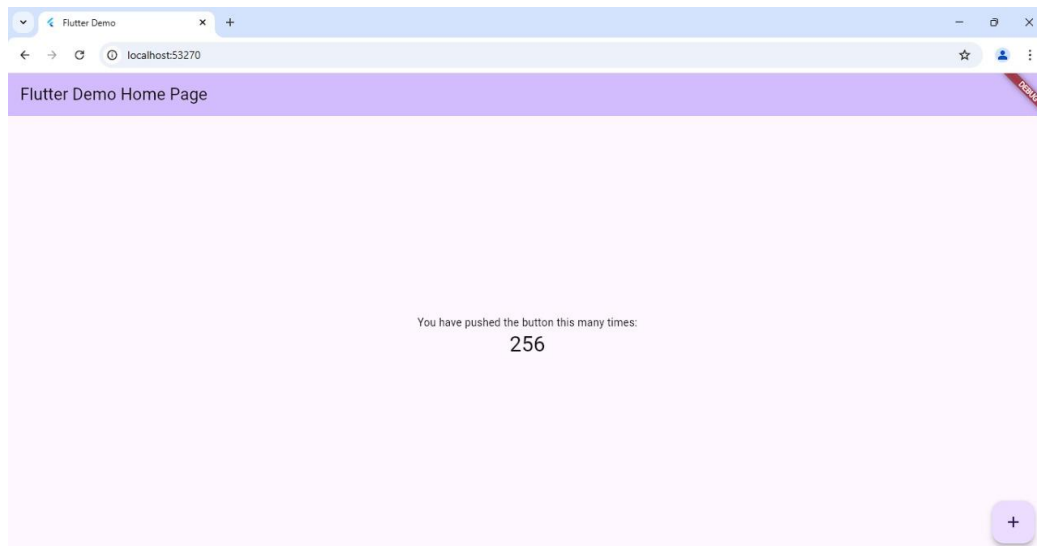 Flutter Demo
localhost:53270
Flutter Demo Home Page
DEBUG
You have pushed the button this many times:
256